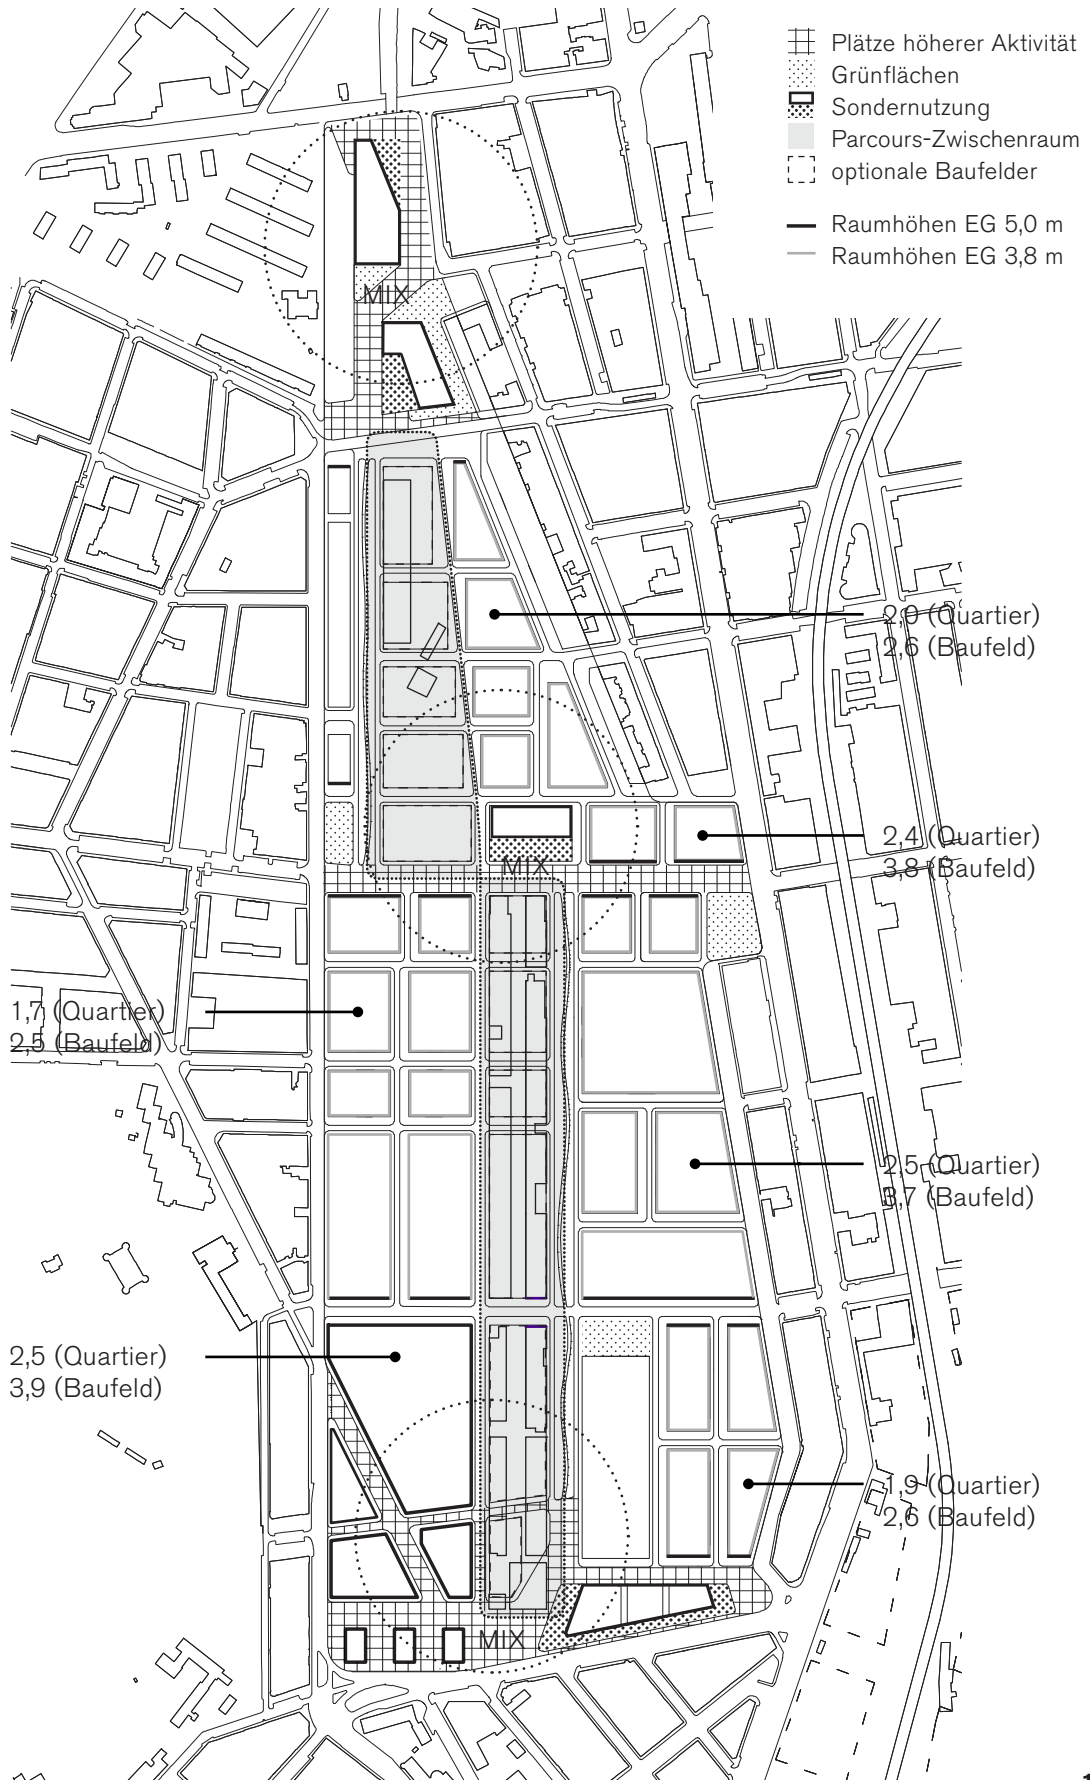 Plätze höherer Aktivität
Grünflächen
Sondernutzung
Parcours-Zwischenraum
optionale Baufelder
Raumhöhen EG 5,0 m
Raumhöhen EG 3,8 m
MIX
2,0 (Quartier)
2,6 (Baufeld)
2,4 (Quartier)
3,8 (Baufeld)
MIX
1,7 (Quartier)
2,5 (Baufeld)
2,5 (Quartier)
3,7 (Baufeld)
2,5 (Quartier)
3,9 (Baufeld)
1,9 (Quartier)
2,6 (Baufeld)
MIX